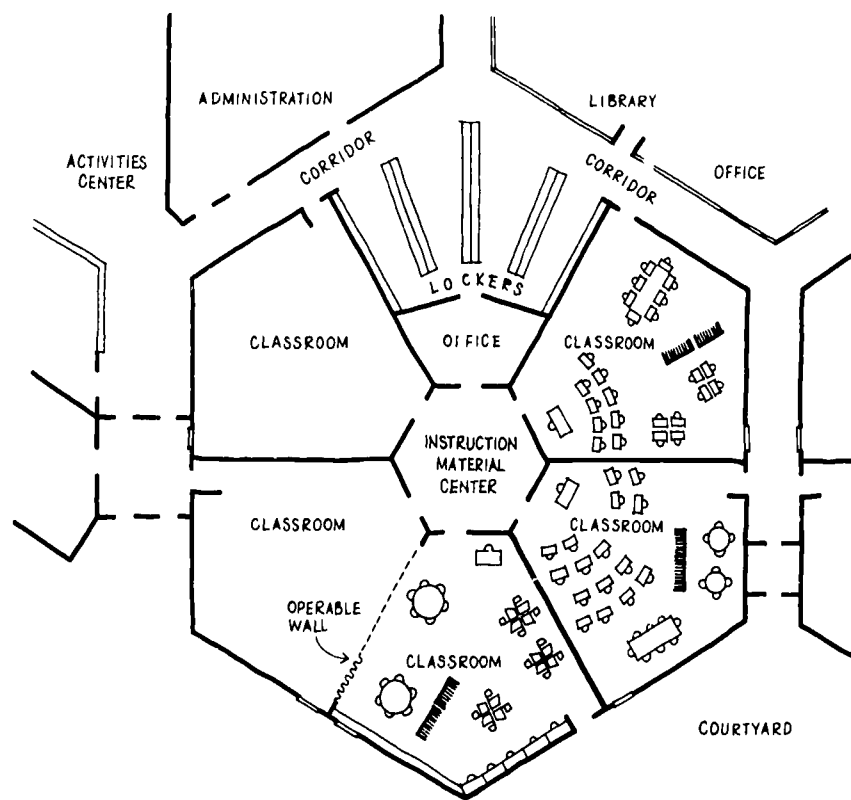 ADMINISTRATION
LIBRARY
ACTIVITIES
CENTER
CORRIDOR
CORRIDOR
OFFICE
LOCKERS
CLASSROOM
OFFICE
CLASSROOM
INSTRUCTION
MATERIAL
CENTER
CLASSROOM
CLASSROOM
OPERABLE
WALL
CLASSROOM
COURTYARD